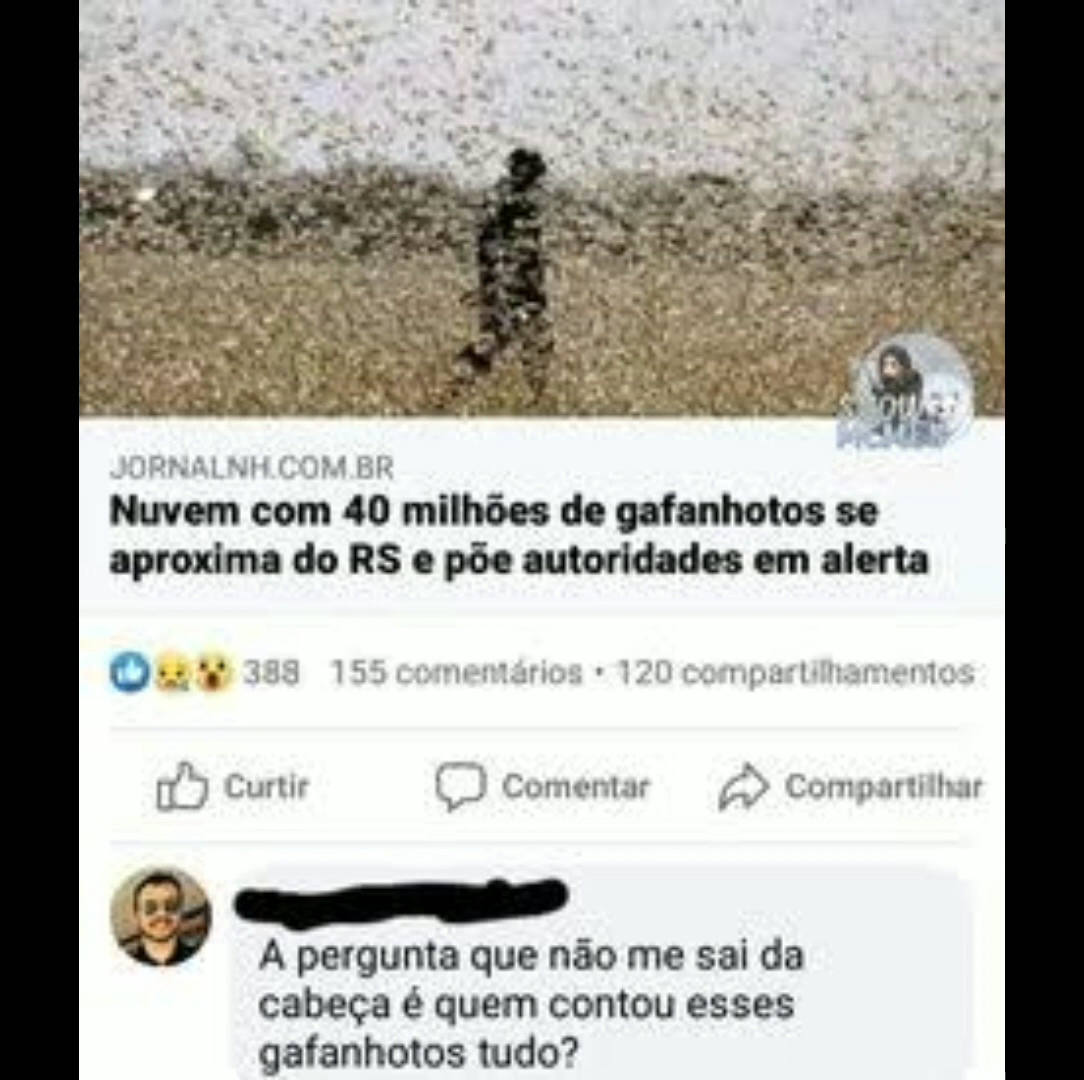 JORNALNH.COM.BR
Nuvem com 40 milhões de gafanhotos se
aproxima do RS e põe autoridades em alerta
388 155 comentários • 120 compartilhamentos
Curtir Comentar Compartilhar
A pergunta que não me sai da
cabeça é quem contou esses
gafanhotos tudo?